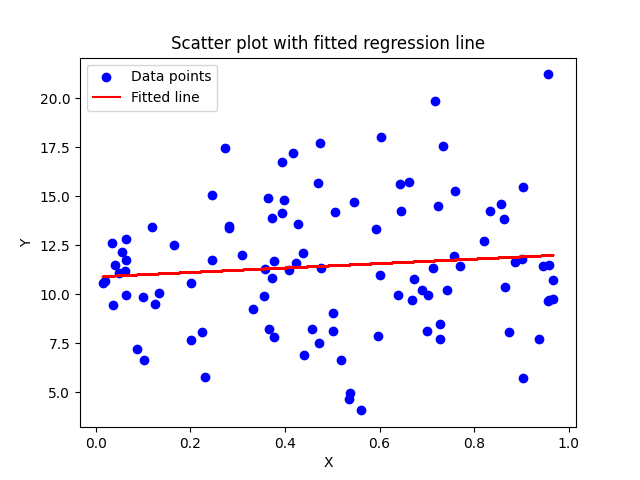 Scatter plot with fitted regression line
Data points
Fitted line
Y
20.0
17.5
15.0
12.5
10.0
7.5
5.0
0.0 0.2 0.4 0.6 0.8 1.0
X